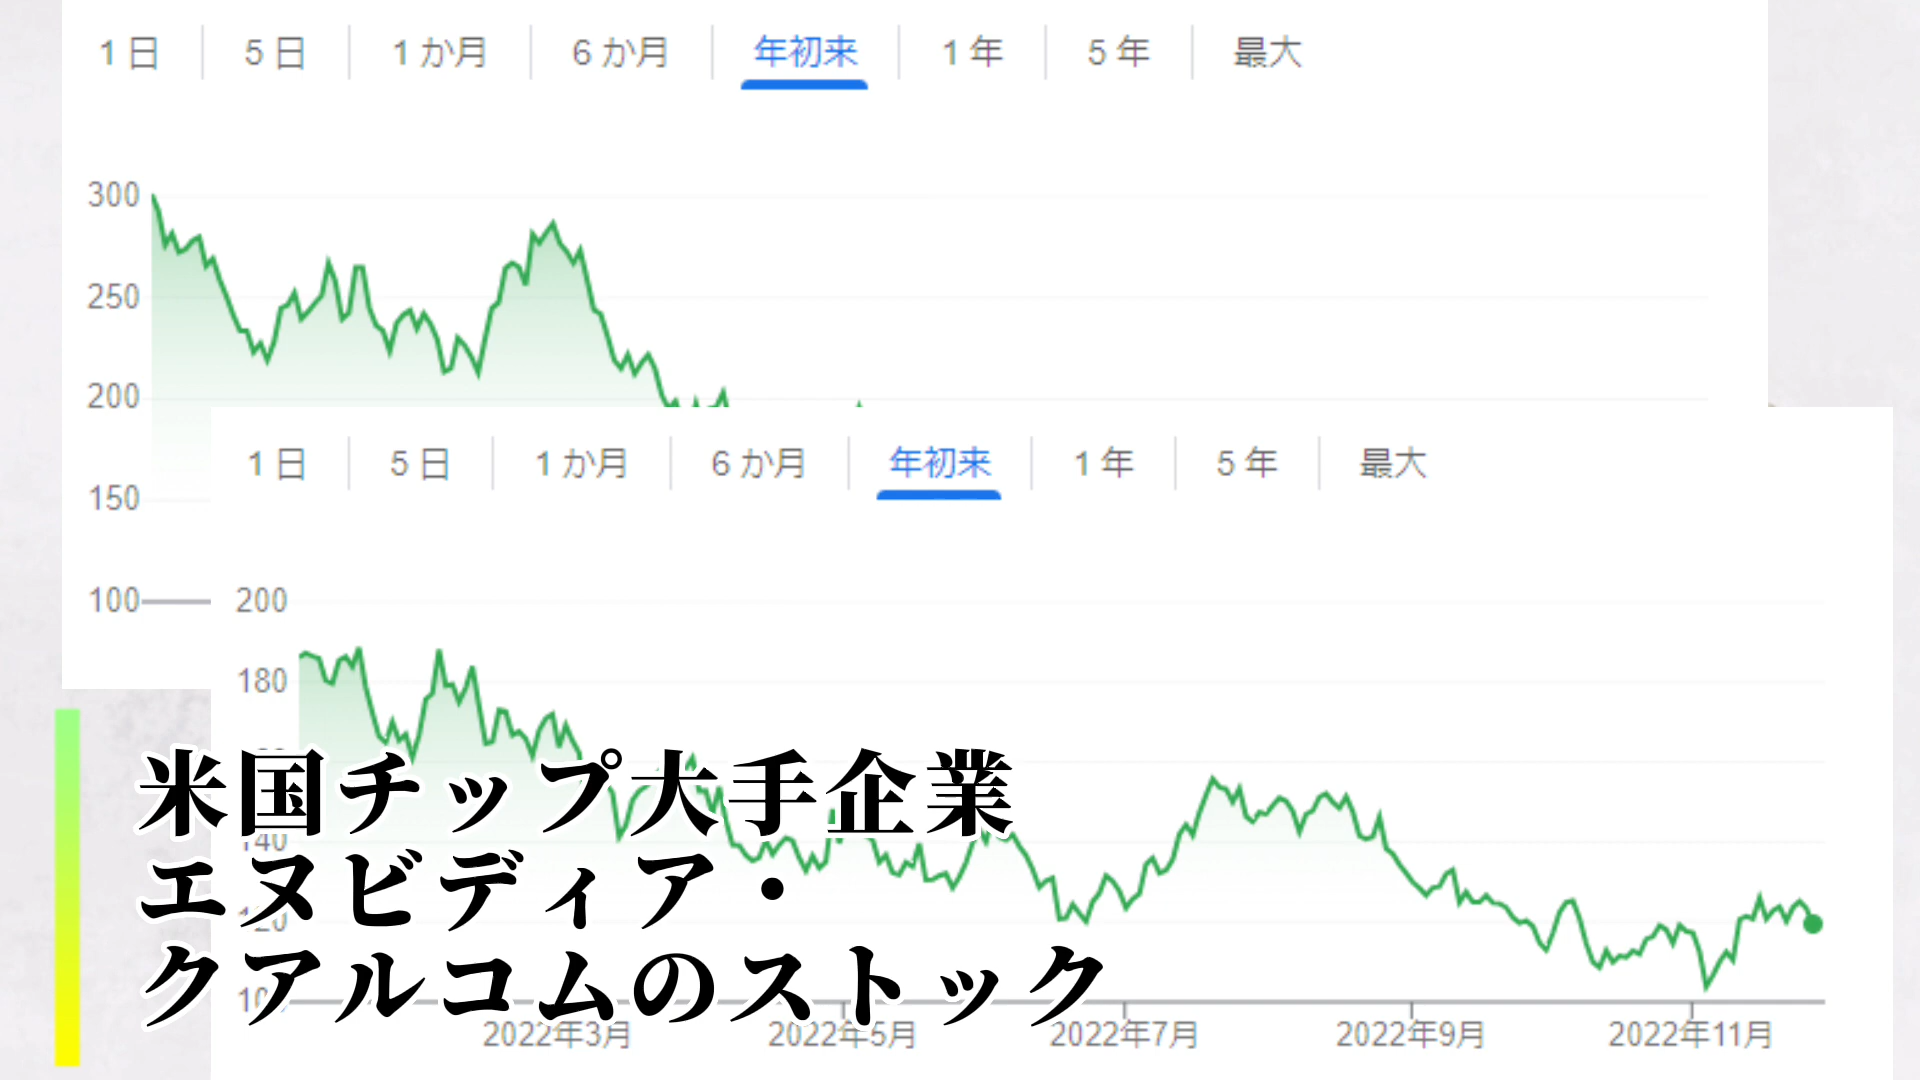 1 日 5 日 1 か月 6 か月 年初来 1 年 5 年 最大
300
250
200
150
100
1 日 5 日 1 か月 6 か月 年初来 1 年 5 年 最大
200
180
140
120
米国チップ大手企業
エヌビディア・
クアルコムのストック
2022年3月 2022年5月 2022年7月 2022年9月 2022年11月